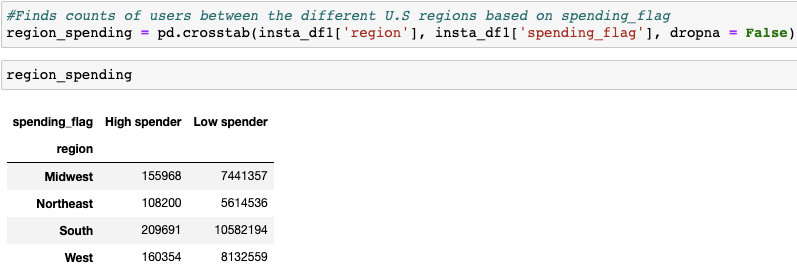 #Finds counts of users between the different U.S regions based on spending_flag
region_spending = pd.crosstab(insta_df1['region'], insta_df1['spending_flag'], dropna = False)
region_spending
spending_flag High spender Low spender
region
Midwest 155968 7441357
Northeast 108200 5614536
South 209691 10582194
West 160354 8132559